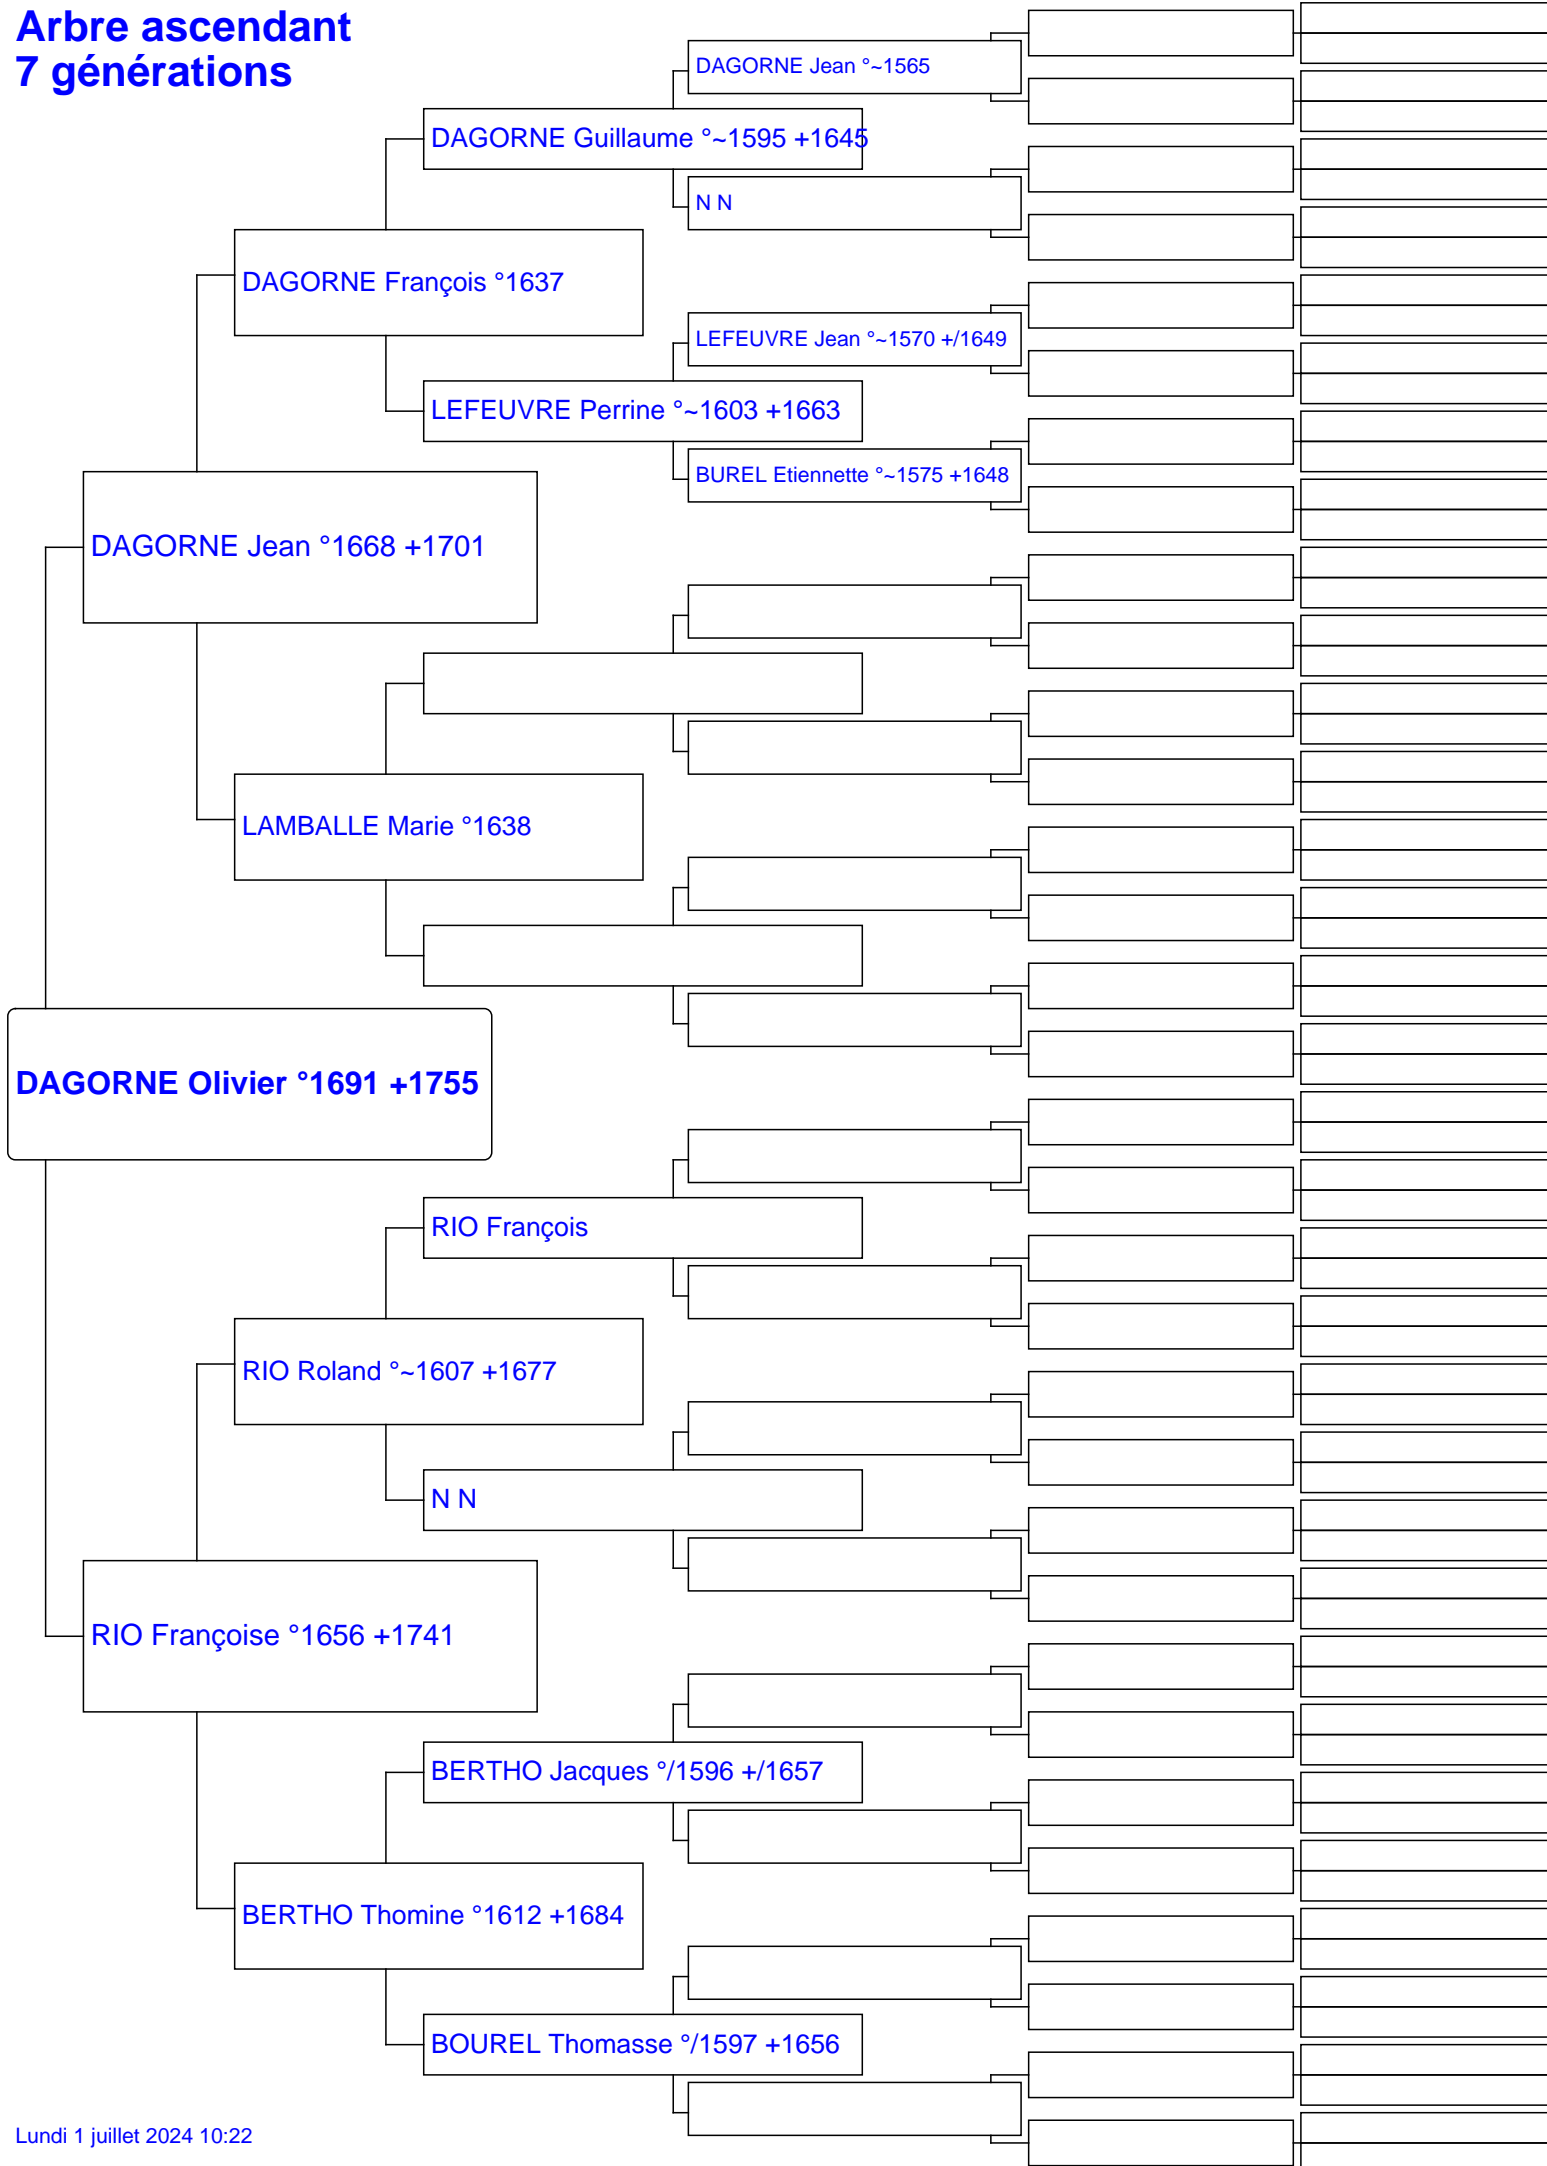 Arbre ascendant
7 générations
DAGORNE Jean °~1565
DAGORNE Guillaume °~1595 +1645
N N
DAGORNE François °1637
LEFEUVRE Jean °~1570 +/1649
LEFEUVRE Perrine °~1603 +1663
BUREL Etiennette °~1575 +1648
DAGORNE Jean °1668 +1701
LAMBALLE Marie °1638
DAGORNE Olivier °1691 +1755
RIO François
RIO Roland °~1607 +1677
N N
RIO Françoise °1656 +1741
BERTHO Jacques °/1596 +/1657
BERTHO Thomine °1612 +1684
BOUREL Thomasse °/1597 +1656
Lundi 1 juillet 2024 10:22